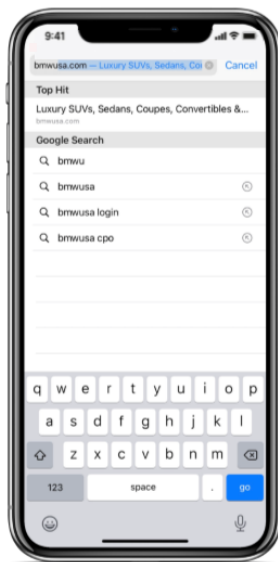 9:41
bmwusa.com — Luxury SUVs, Sedans, Co
Cancel
Top Hit
Luxury SUVs, Sedans, Coupes, Convertibles &...
bmwusa.com
Google Search
bmwu
bmwusa
bmwusa login
bmwusa cpo
q w e r t y u i o p
a s d f g h j k l
z x c v b n m
123 space . go